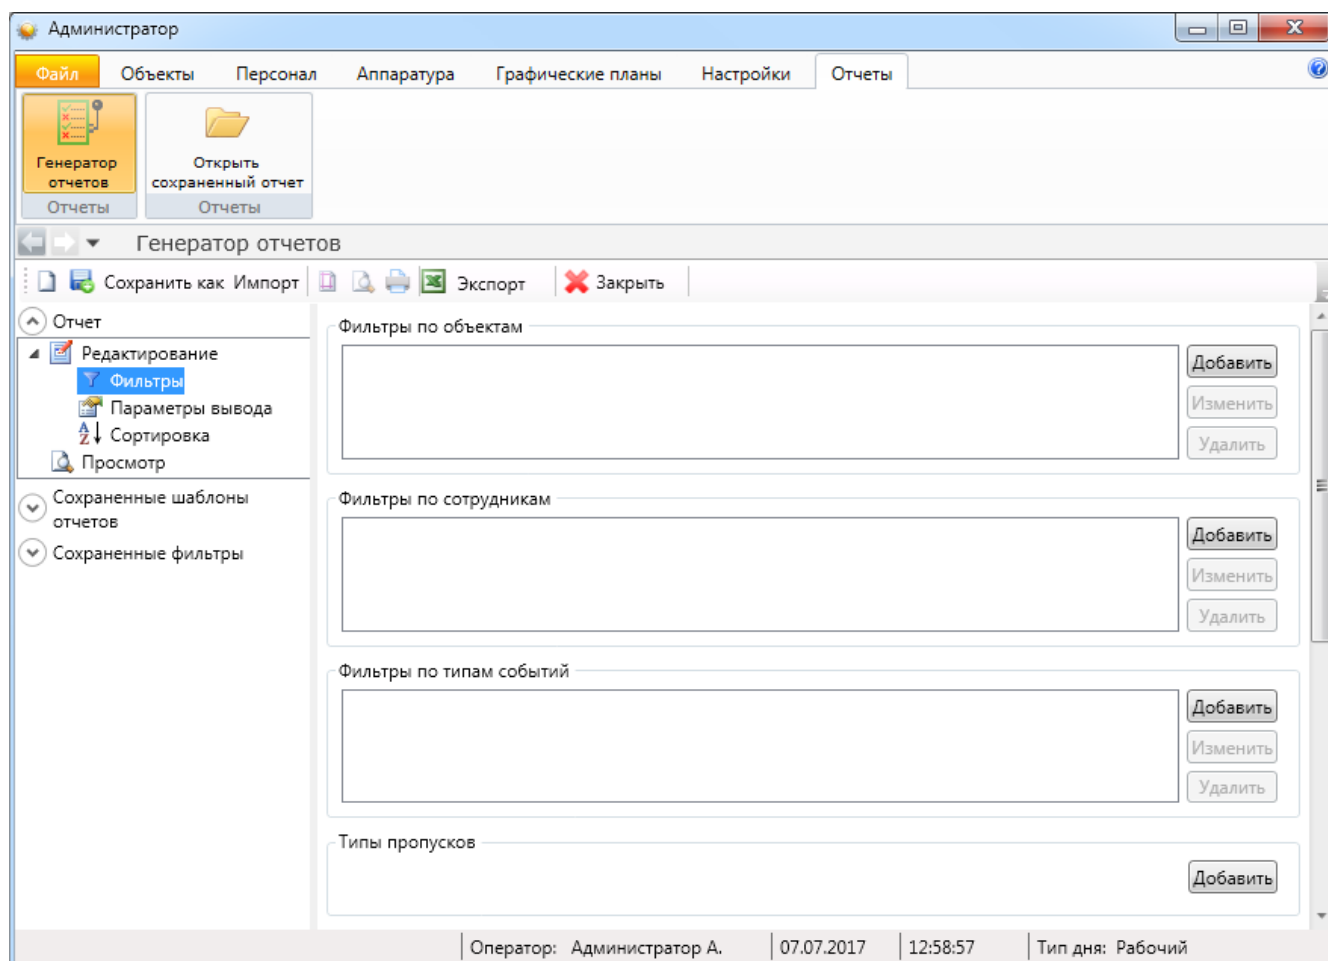 Администратор
Файл Объекты Персонал Аппаратура Графические планы Настройки Отчеты
Генератор отчетов
Открыть сохраненный отчет
Отчеты Отчеты
Генератор отчетов
Сохранить как Импорт Экспорт Закрыть
Отчет
Редактирование
Фильтры
Параметры вывода
Сортировка
Просмотр
Сохраненные шаблоны
отчетов
Сохраненные фильтры
Фильтры по объектам
Добавить
Изменить
Удалить
Фильтры по сотрудникам
Добавить
Изменить
Удалить
Фильтры по типам событий
Добавить
Изменить
Удалить
Типы пропусков
Добавить
Оператор: Администратор А. 07.07.2017 12:58:57 Тип дня: Рабочий